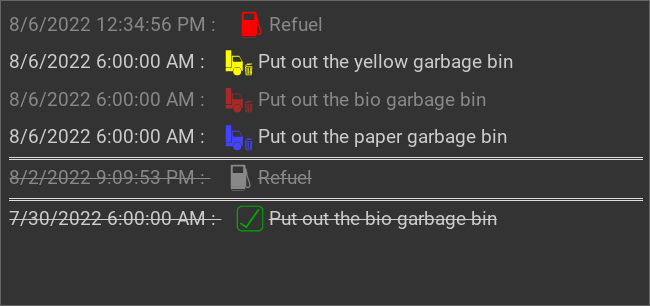 8/6/2022 12:34:56 PM : Refuel
8/6/2022 6:00:00 AM : Put out the yellow garbage bin
8/6/2022 6:00:00 AM : Put out the bio garbage bin
8/6/2022 6:00:00 AM : Put out the paper garbage bin
8/2/2022 9:09:53 PM : Refuel
7/30/2022 6:00:00 AM : Put out the bio garbage bin